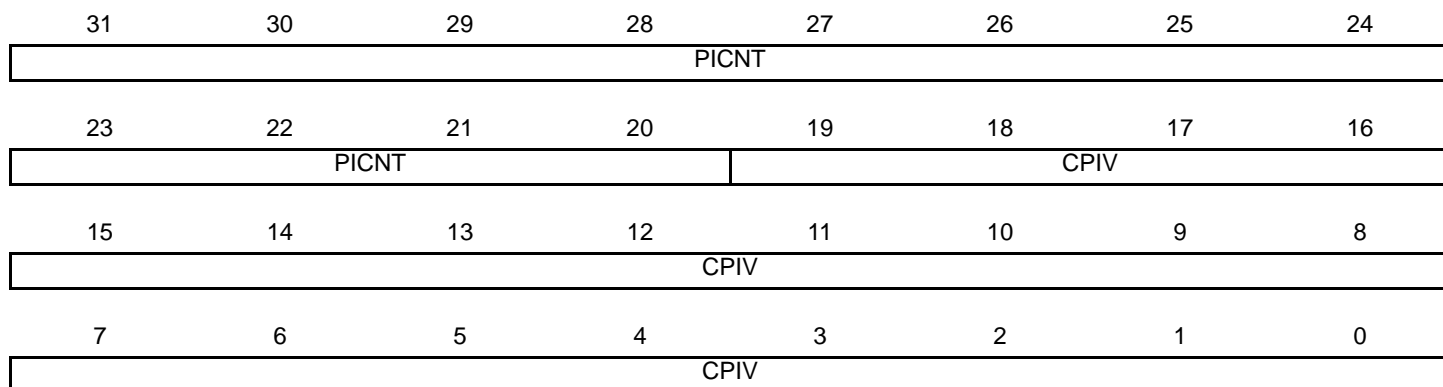 31 30 29 28 27 26 25 24
PICNT
23 22 21 20 19 18 17 16
PICNT CPIV
15 14 13 12 11 10 9 8
CPIV
7 6 5 4 3 2 1 0
CPIV